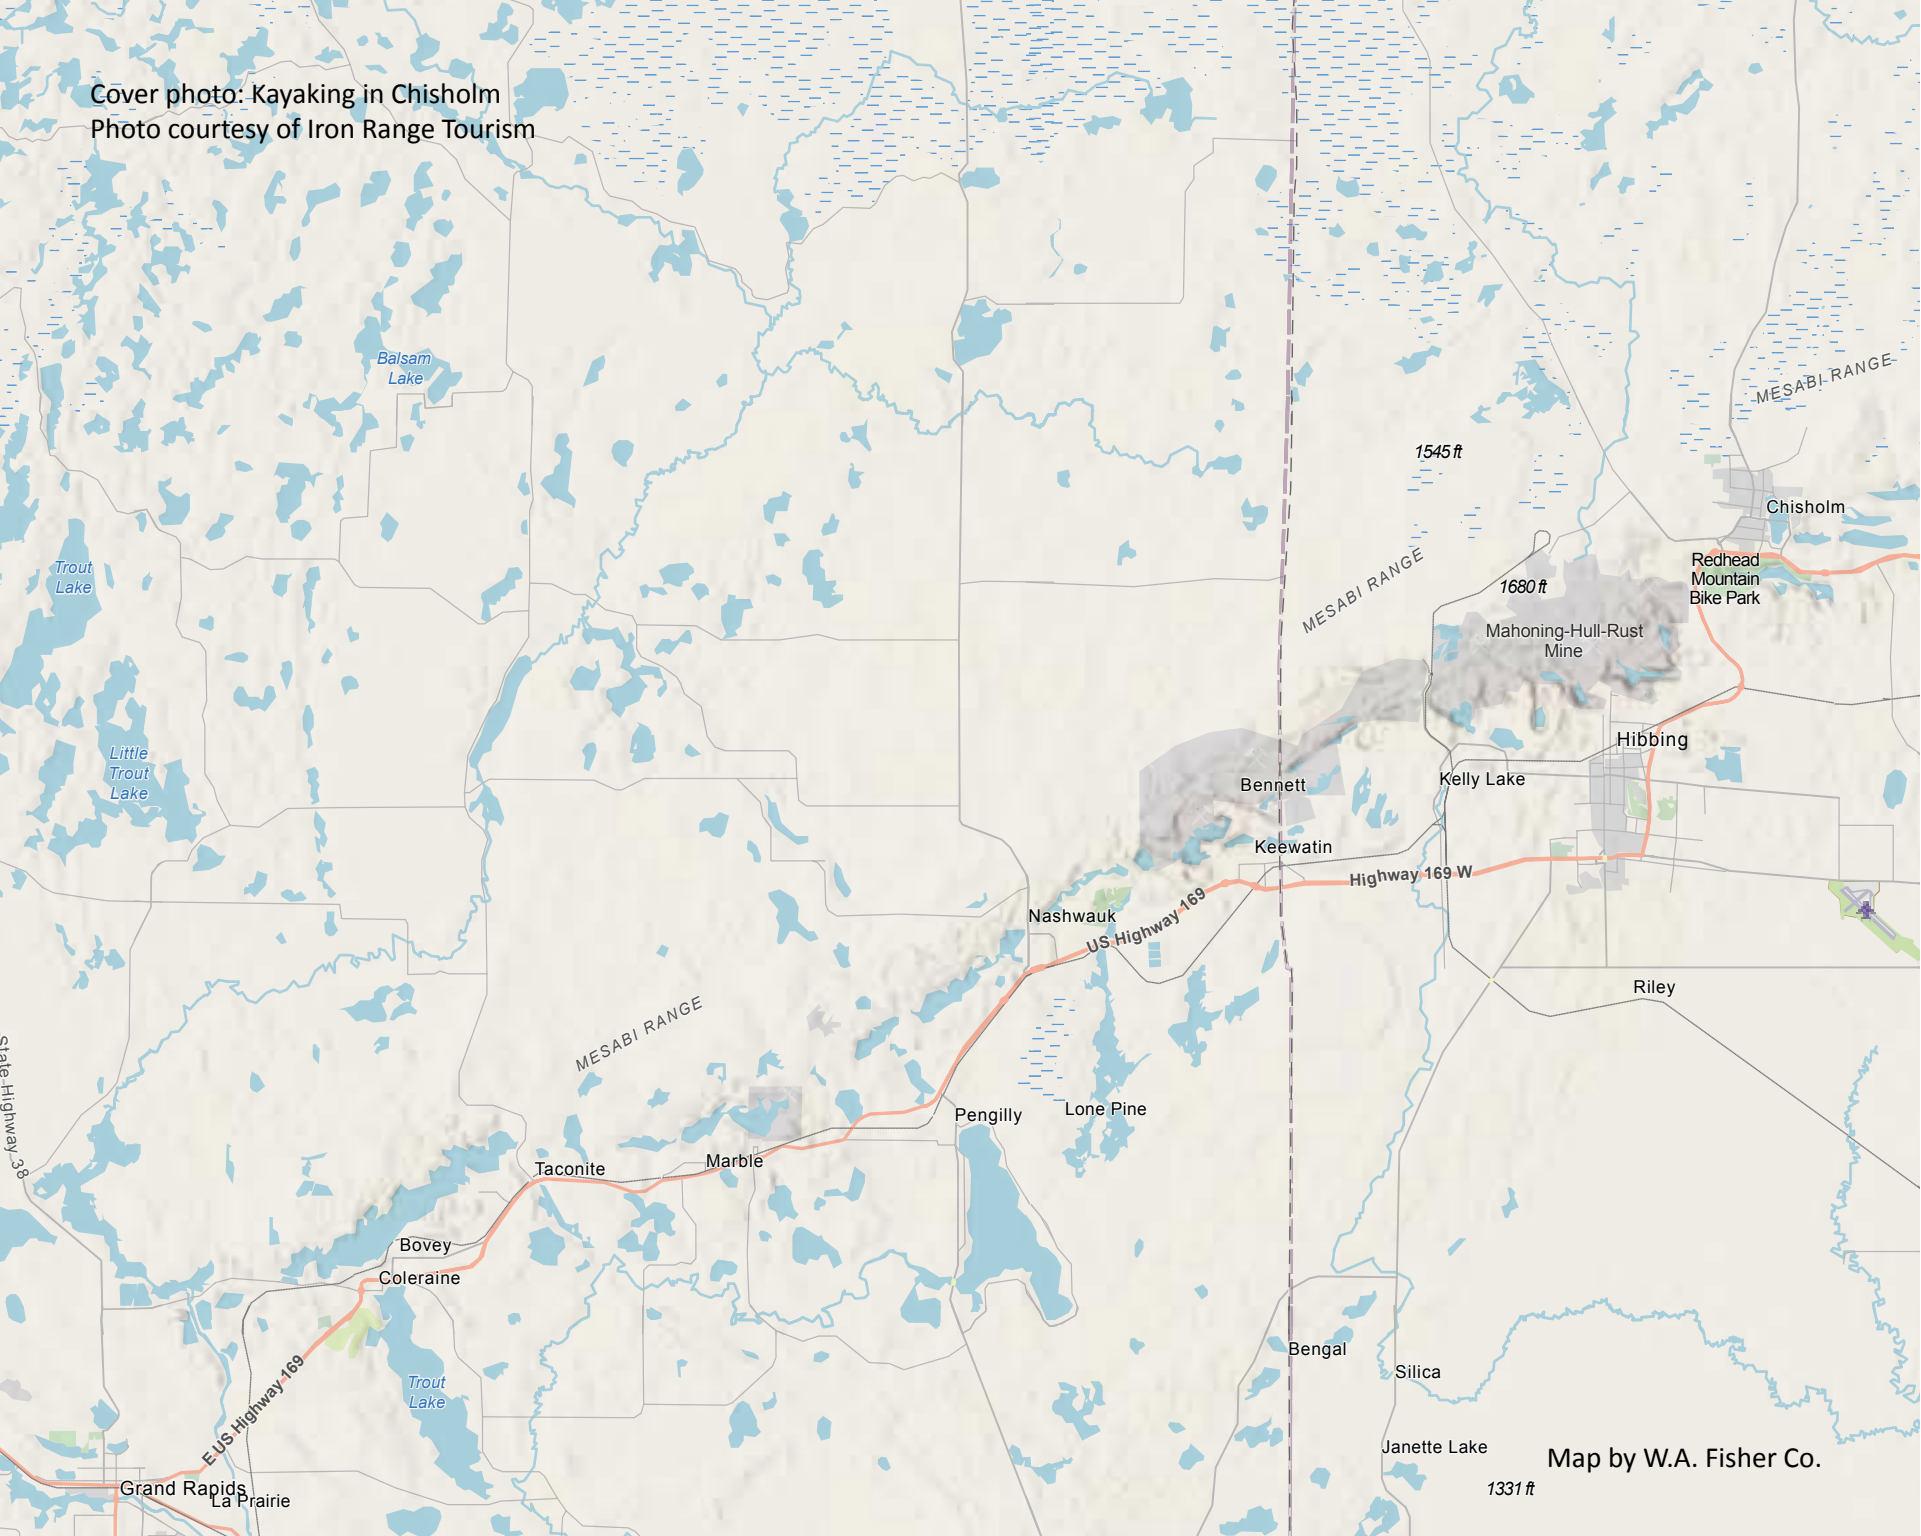 Cover photo: Kayaking in Chisholm
Photo courtesy of Iron Range Tourism
Balsam
Lake
MESABI RANGE
1545 ft
Chisholm
Trout
Lake
MESABI RANGE
1680 ft
Redhead
Mountain
Bike Park
Mahoning-Hull-Rust
Mine
Little
Trout
Lake
Hibbing
Bennett
Kelly Lake
Keewatin
Highway 169 W
Nashwauk
US Highway 169
Riley
MESABI RANGE
State Highway 38
Pengilly
Lone Pine
Taconite
Marble
Bovey
Coleraine
E US Highway 169
Trout
Lake
Bengal
Silica
Janette Lake
Map by W.A. Fisher Co.
1331 ft
Grand Rapids
La Prairie